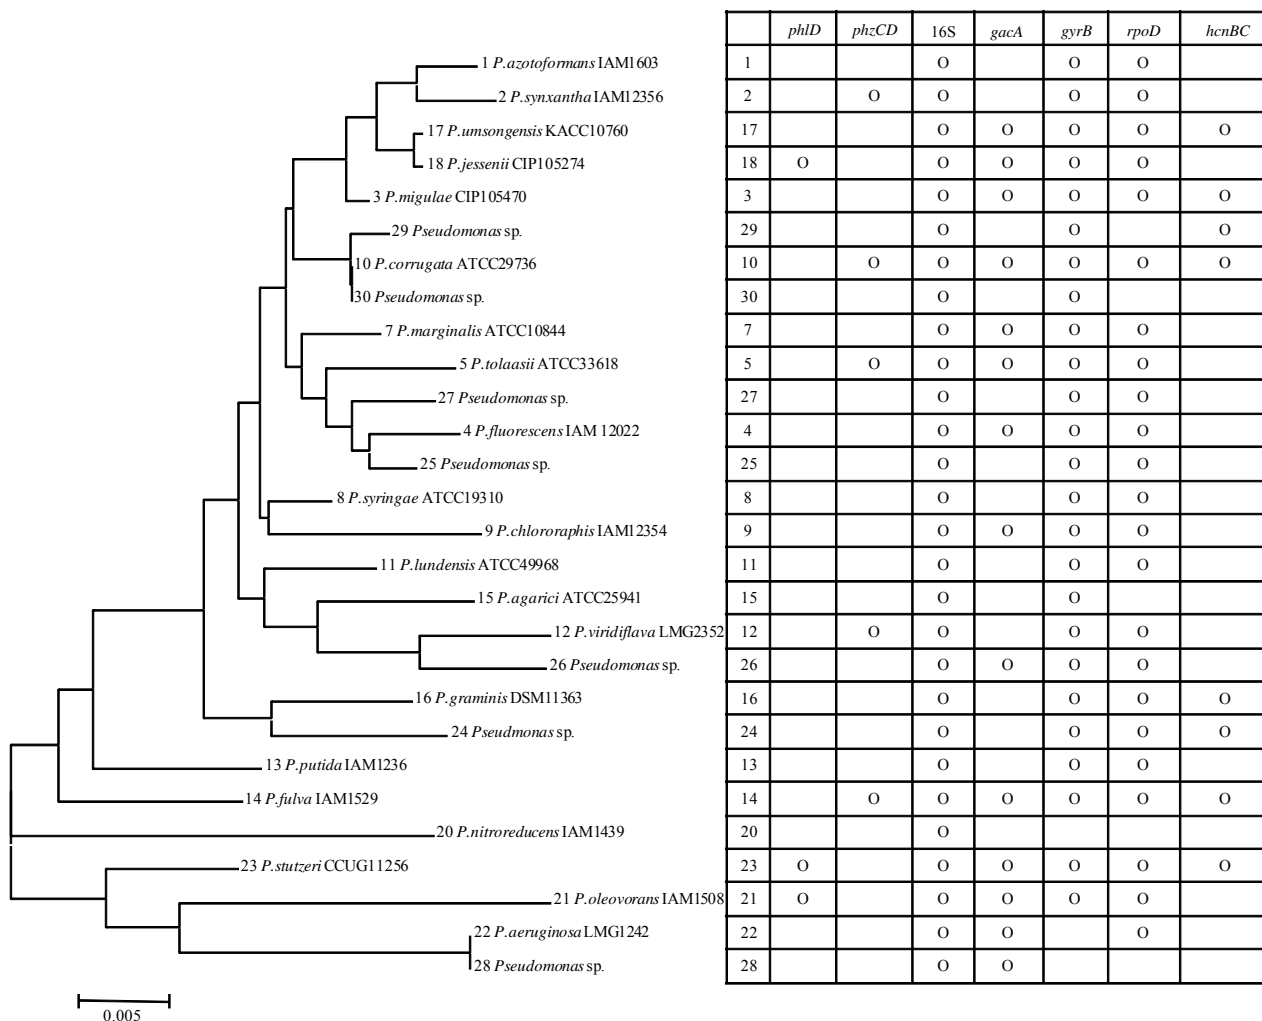 phlD phzCD 16S gacA gyrB rpoD hcnBC
1 P.azotoformans IAM1603 1 O O O
2 P.synxantha IAM12356 2 O O O O
17 P.umsongensis KACC10760 17 O O O O O
18 P.jessenii CIP105274 18 O O O O O
3 P.migulae CIP105470 3 O O O O O
29 Pseudomonas sp. 29 O O O
10 P.corrugata ATCC29736 10 O O O O O O
30 Pseudomonas sp. 30 O O
7 P.marginalis ATCC10844 7 O O O O
5 P.tolaasii ATCC33618 5 O O O O O
27 Pseudomonas sp. 27 O O O
4 P.fluorescens IAM 12022 4 O O O O
25 Pseudomonas sp. 25 O O O
8 P.syringae ATCC19310 8 O O O
9 P.chlororaphis IAM12354 9 O O O O
11 P.lundensis ATCC49968 11 O O O
15 P.agarici ATCC25941 15 O O
12 P.viridiflava LMG2352 12 O O O O
26 Pseudomonas sp. 26 O O O O
16 P.graminis DSM11363 16 O O O O
24 Pseudmonas sp. 24 O O O O
13 P.putida IAM1236 13 O O O
14 P.fulva IAM1529 14 O O O O O O
20 P.nitroreducens IAM1439 20 O
23 P.stutzeri CCUG11256 23 O O O O O O
21 P.oleovorans IAM1508 21 O O O O O
22 P.aeruginosa LMG1242 22 O O O
28 Pseudomonas sp. 28 O O
0.005